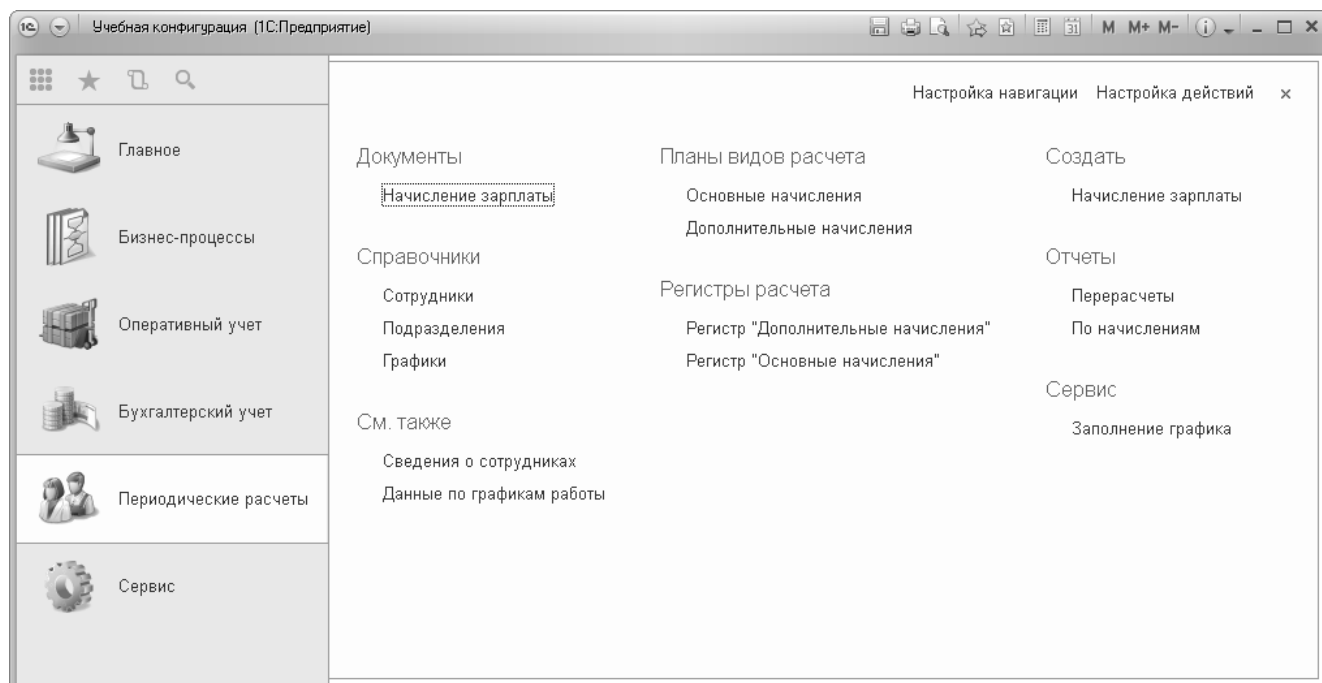 Учебная конфигурация (1С:Предприятие)
M M+ M-
31
Настройка навигации Настройка действий
Главное
Бизнес-процессы
Оперативный учет
Бухгалтерский учет
Периодические расчеты
Сервис
Документы
Начисление зарплаты
Справочники
Сотрудники
Подразделения
Графики
См. также
Сведения о сотрудниках
Данные по графикам работы
Планы видов расчета
Основные начисления
Дополнительные начисления
Регистры расчета
Регистр "Дополнительные начисления"
Регистр "Основные начисления"
Создать
Начисление зарплаты
Отчеты
Перерасчеты
По начислениям
Сервис
Заполнение графика